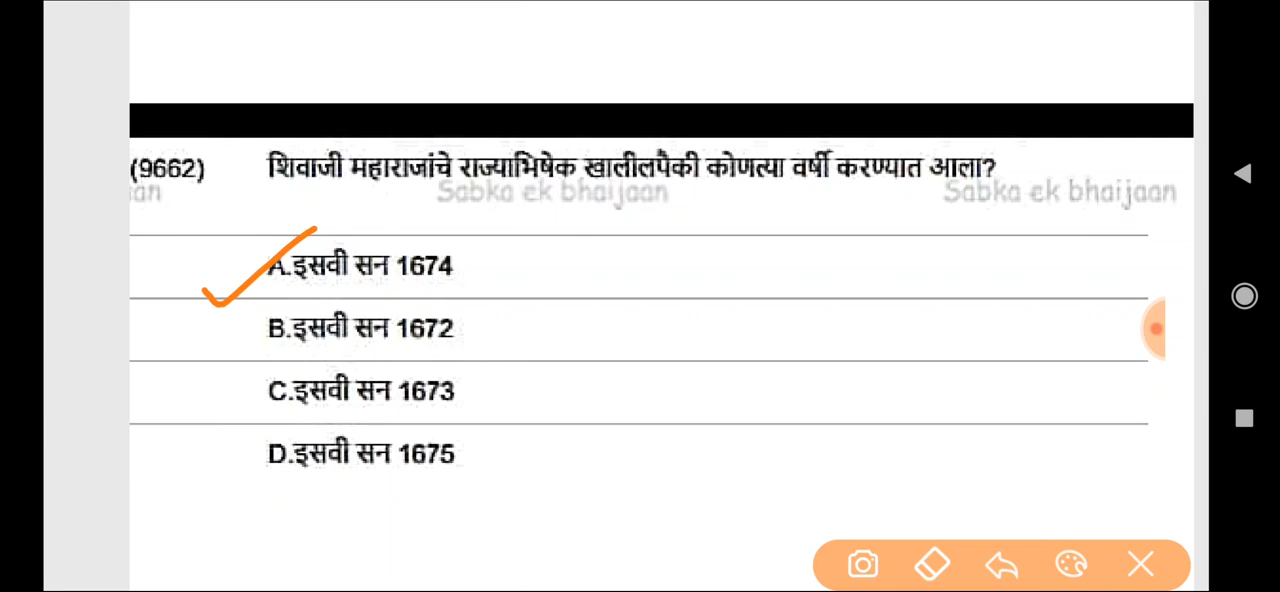 (9662) शिवाजी महाराजांचे राज्याभिषेक खालीलपैकी कोणत्या वर्षी करण्यात आला?
an Sabka ek bhaijaan Sabka ek bhaijaan
A.इसवी सन 1674
B.इसवी सन 1672
C.इसवी सन 1673
D.इसवी सन 1675